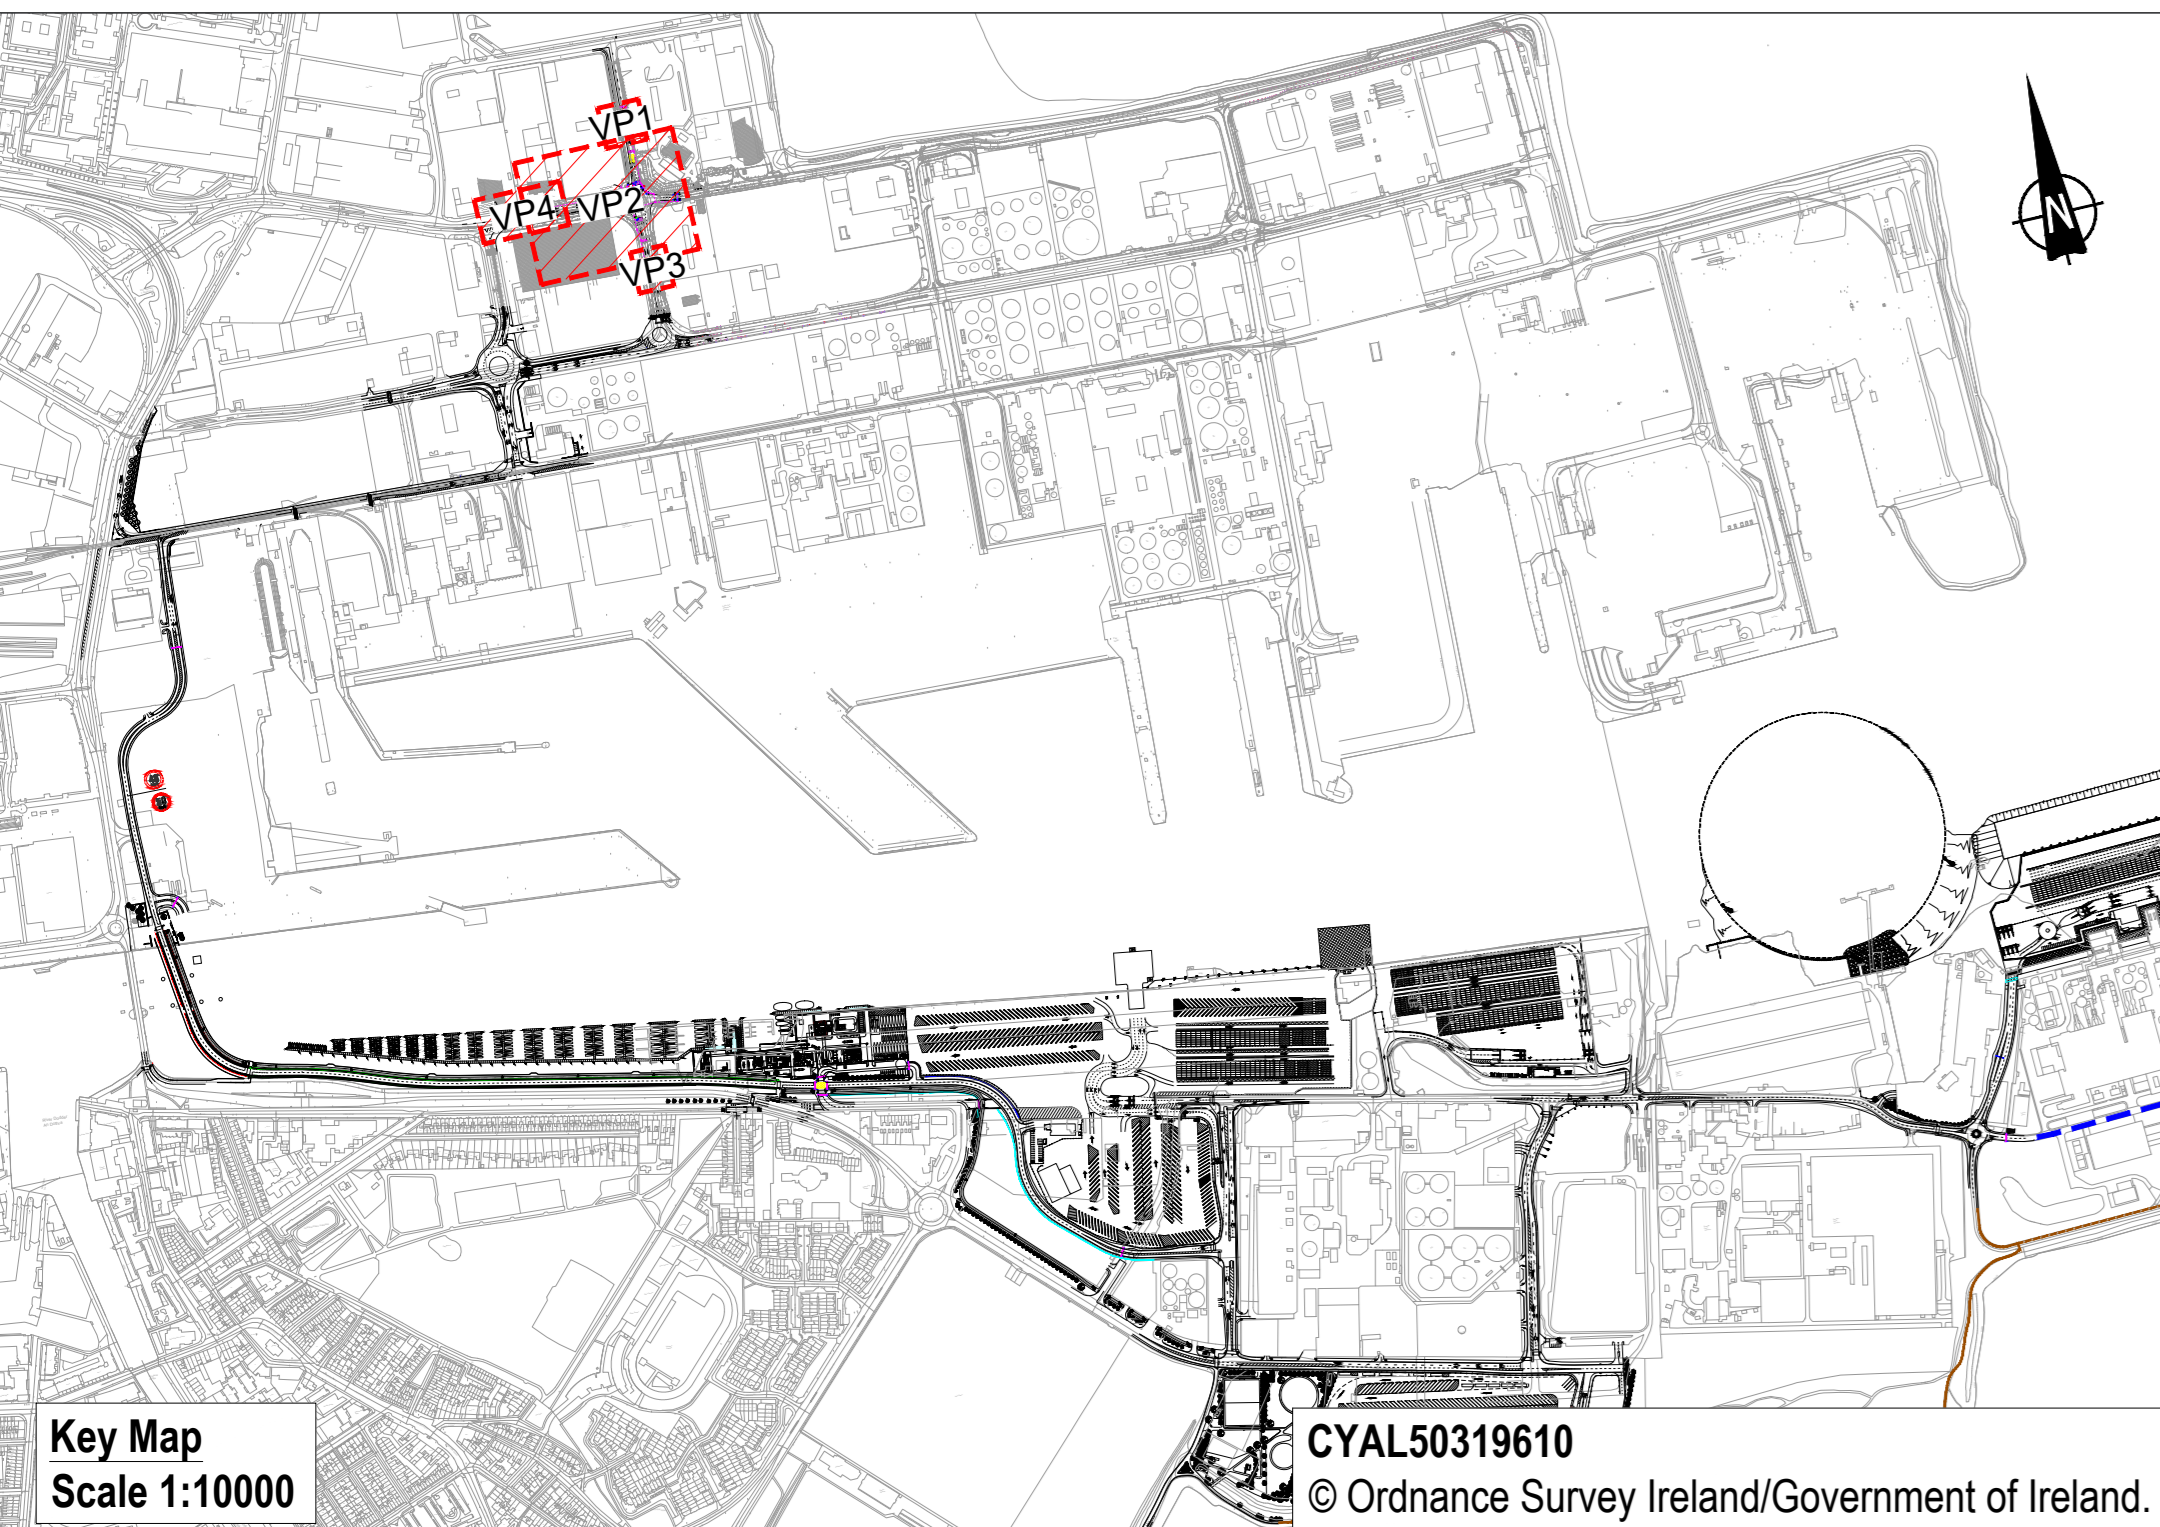 VP1
VP4
VP2
VP3
N
Key Map
Scale 1:10000
CYAL50319610
© Ordnance Survey Ireland/Government of Ireland.